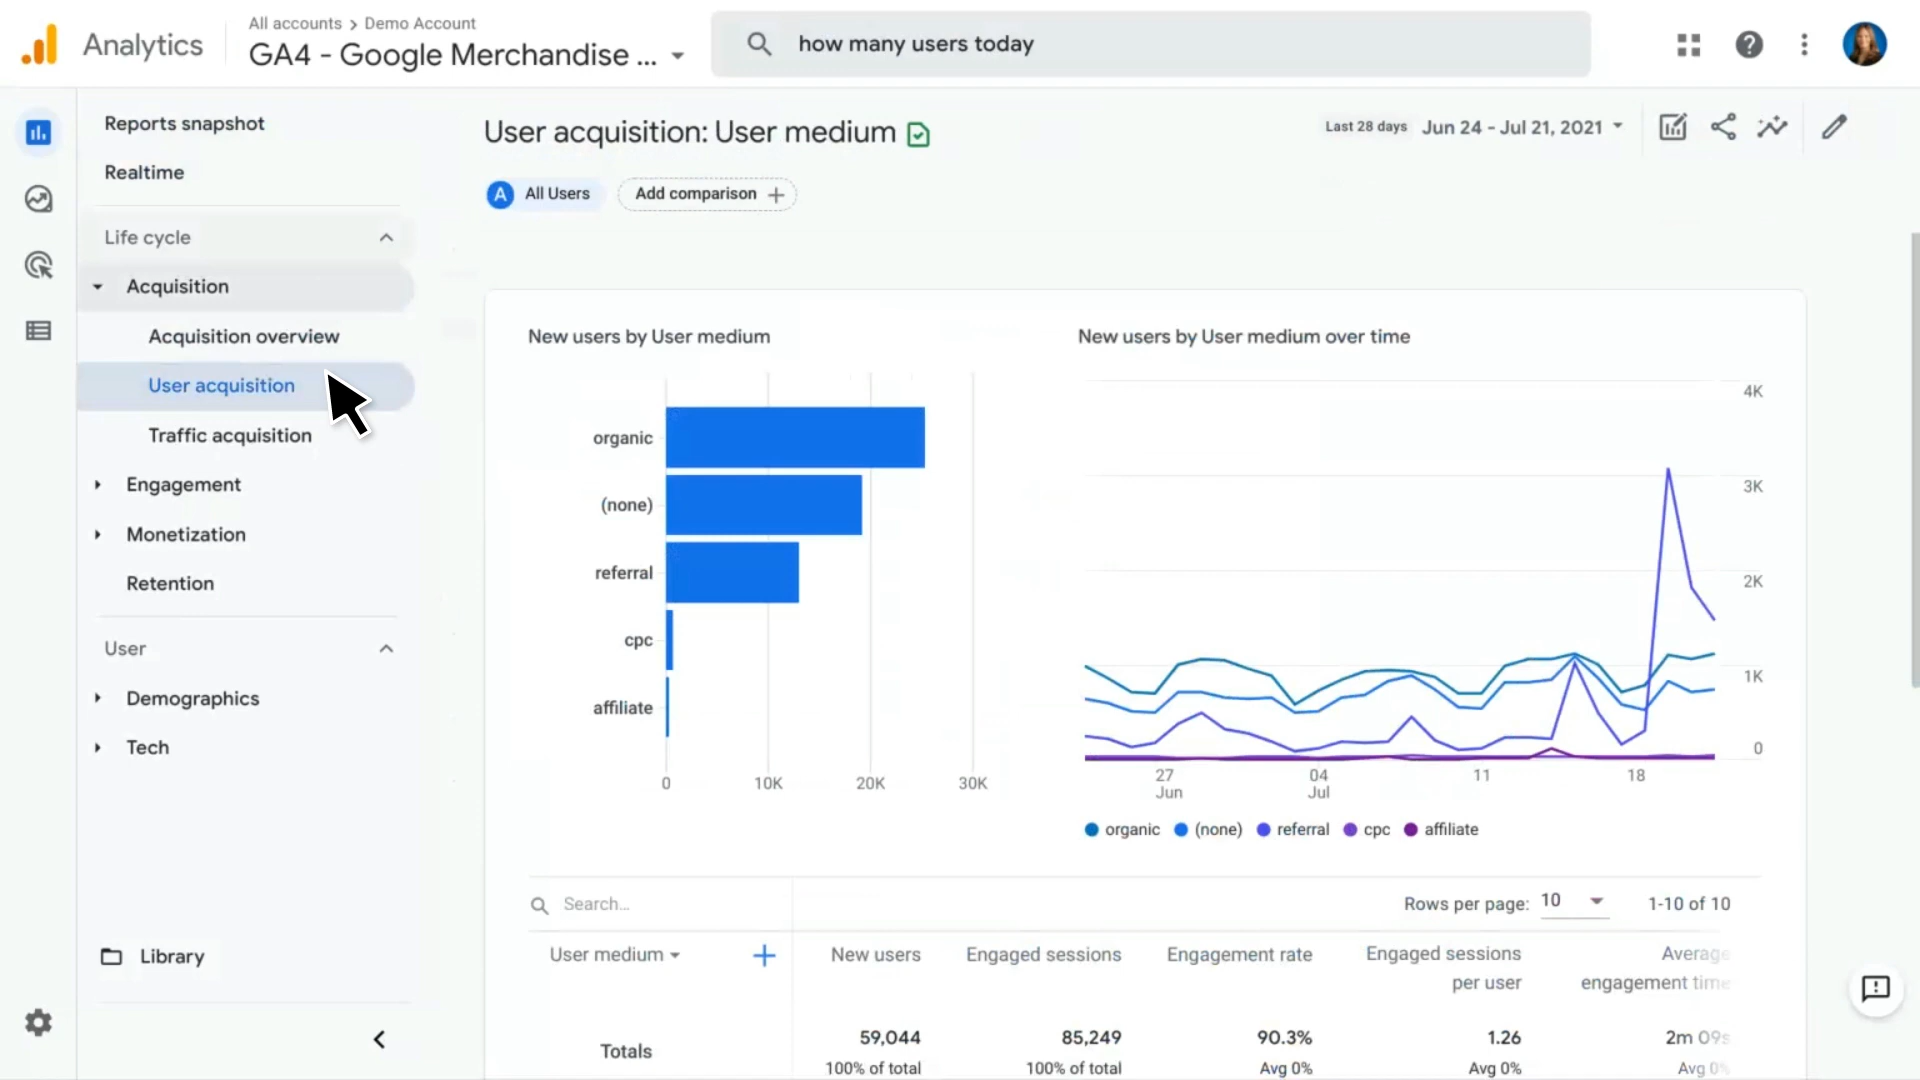 All accounts > Demo Account
Analytics
GA4 - Google Merchandise ...
how many users today
Reports snapshot
Realtime
Life cycle
Acquisition
Acquisition overview
User acquisition
Traffic acquisition
Engagement
Monetization
Retention
User
Demographics
Tech
Library
User acquisition: User medium
Last 28 days Jun 24 - Jul 21, 2021
A All Users
Add comparison +
New users by User medium
organic
(none)
referral
cpc
affiliate
0 10K 20K 30K
New users by User medium over time
4K
3K
2K
1K
0
27 04 11 18
Jun Jul
organic (none) referral cpc affiliate
Search...
Rows per page: 10 1-10 of 10
User medium + New users Engaged sessions Engagement rate Engaged sessions Average
per user engagement time
Totals 59,044 85,249 90.3% 1.26 2m 09s
100% of total 100% of total Avg 0% Avg 0% Avg 0%